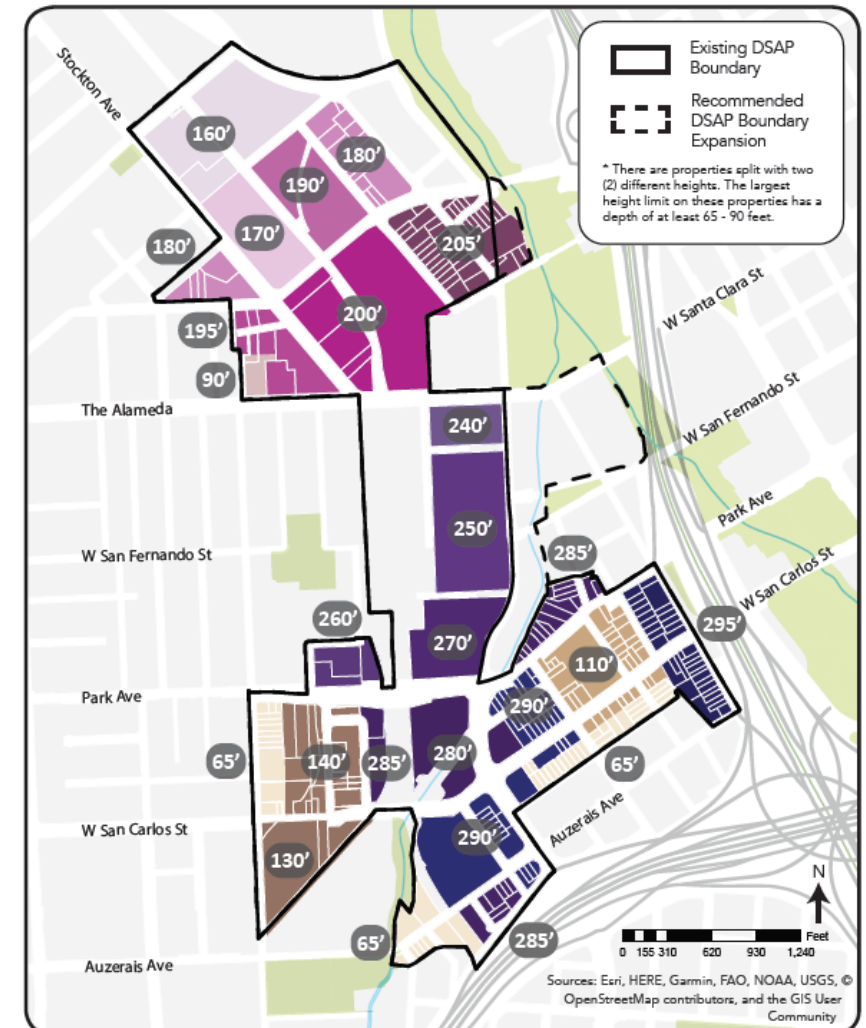 Existing DSAP
Boundary
Recommended
DSAP Boundary
Expansion
* There are properties split with two
(2) different heights. The largest
height limit on these properties has a
depth of at least 65 - 90 feet.
Stockton Ave
160’
180’
190’
170’
205’
180’
200’
195’
90’
W Santa Clara St
The Alameda
W San Fernando St
240’
Park Ave
250’
W San Fernando St
285’
W San Carlos St
260’
270’
295’
110’
Park Ave
290’
65’
140’
285’
280’
65’
W San Carlos St
Auzerais Ave
290’
130’
N
65’
285’
Feet
0 155 310 620 930 1,240
Auzerais Ave
Sources: Esri, HERE, Garmin, FAO, NOAA, USGS, ©
OpenStreetMap contributors, and the GIS User
Community